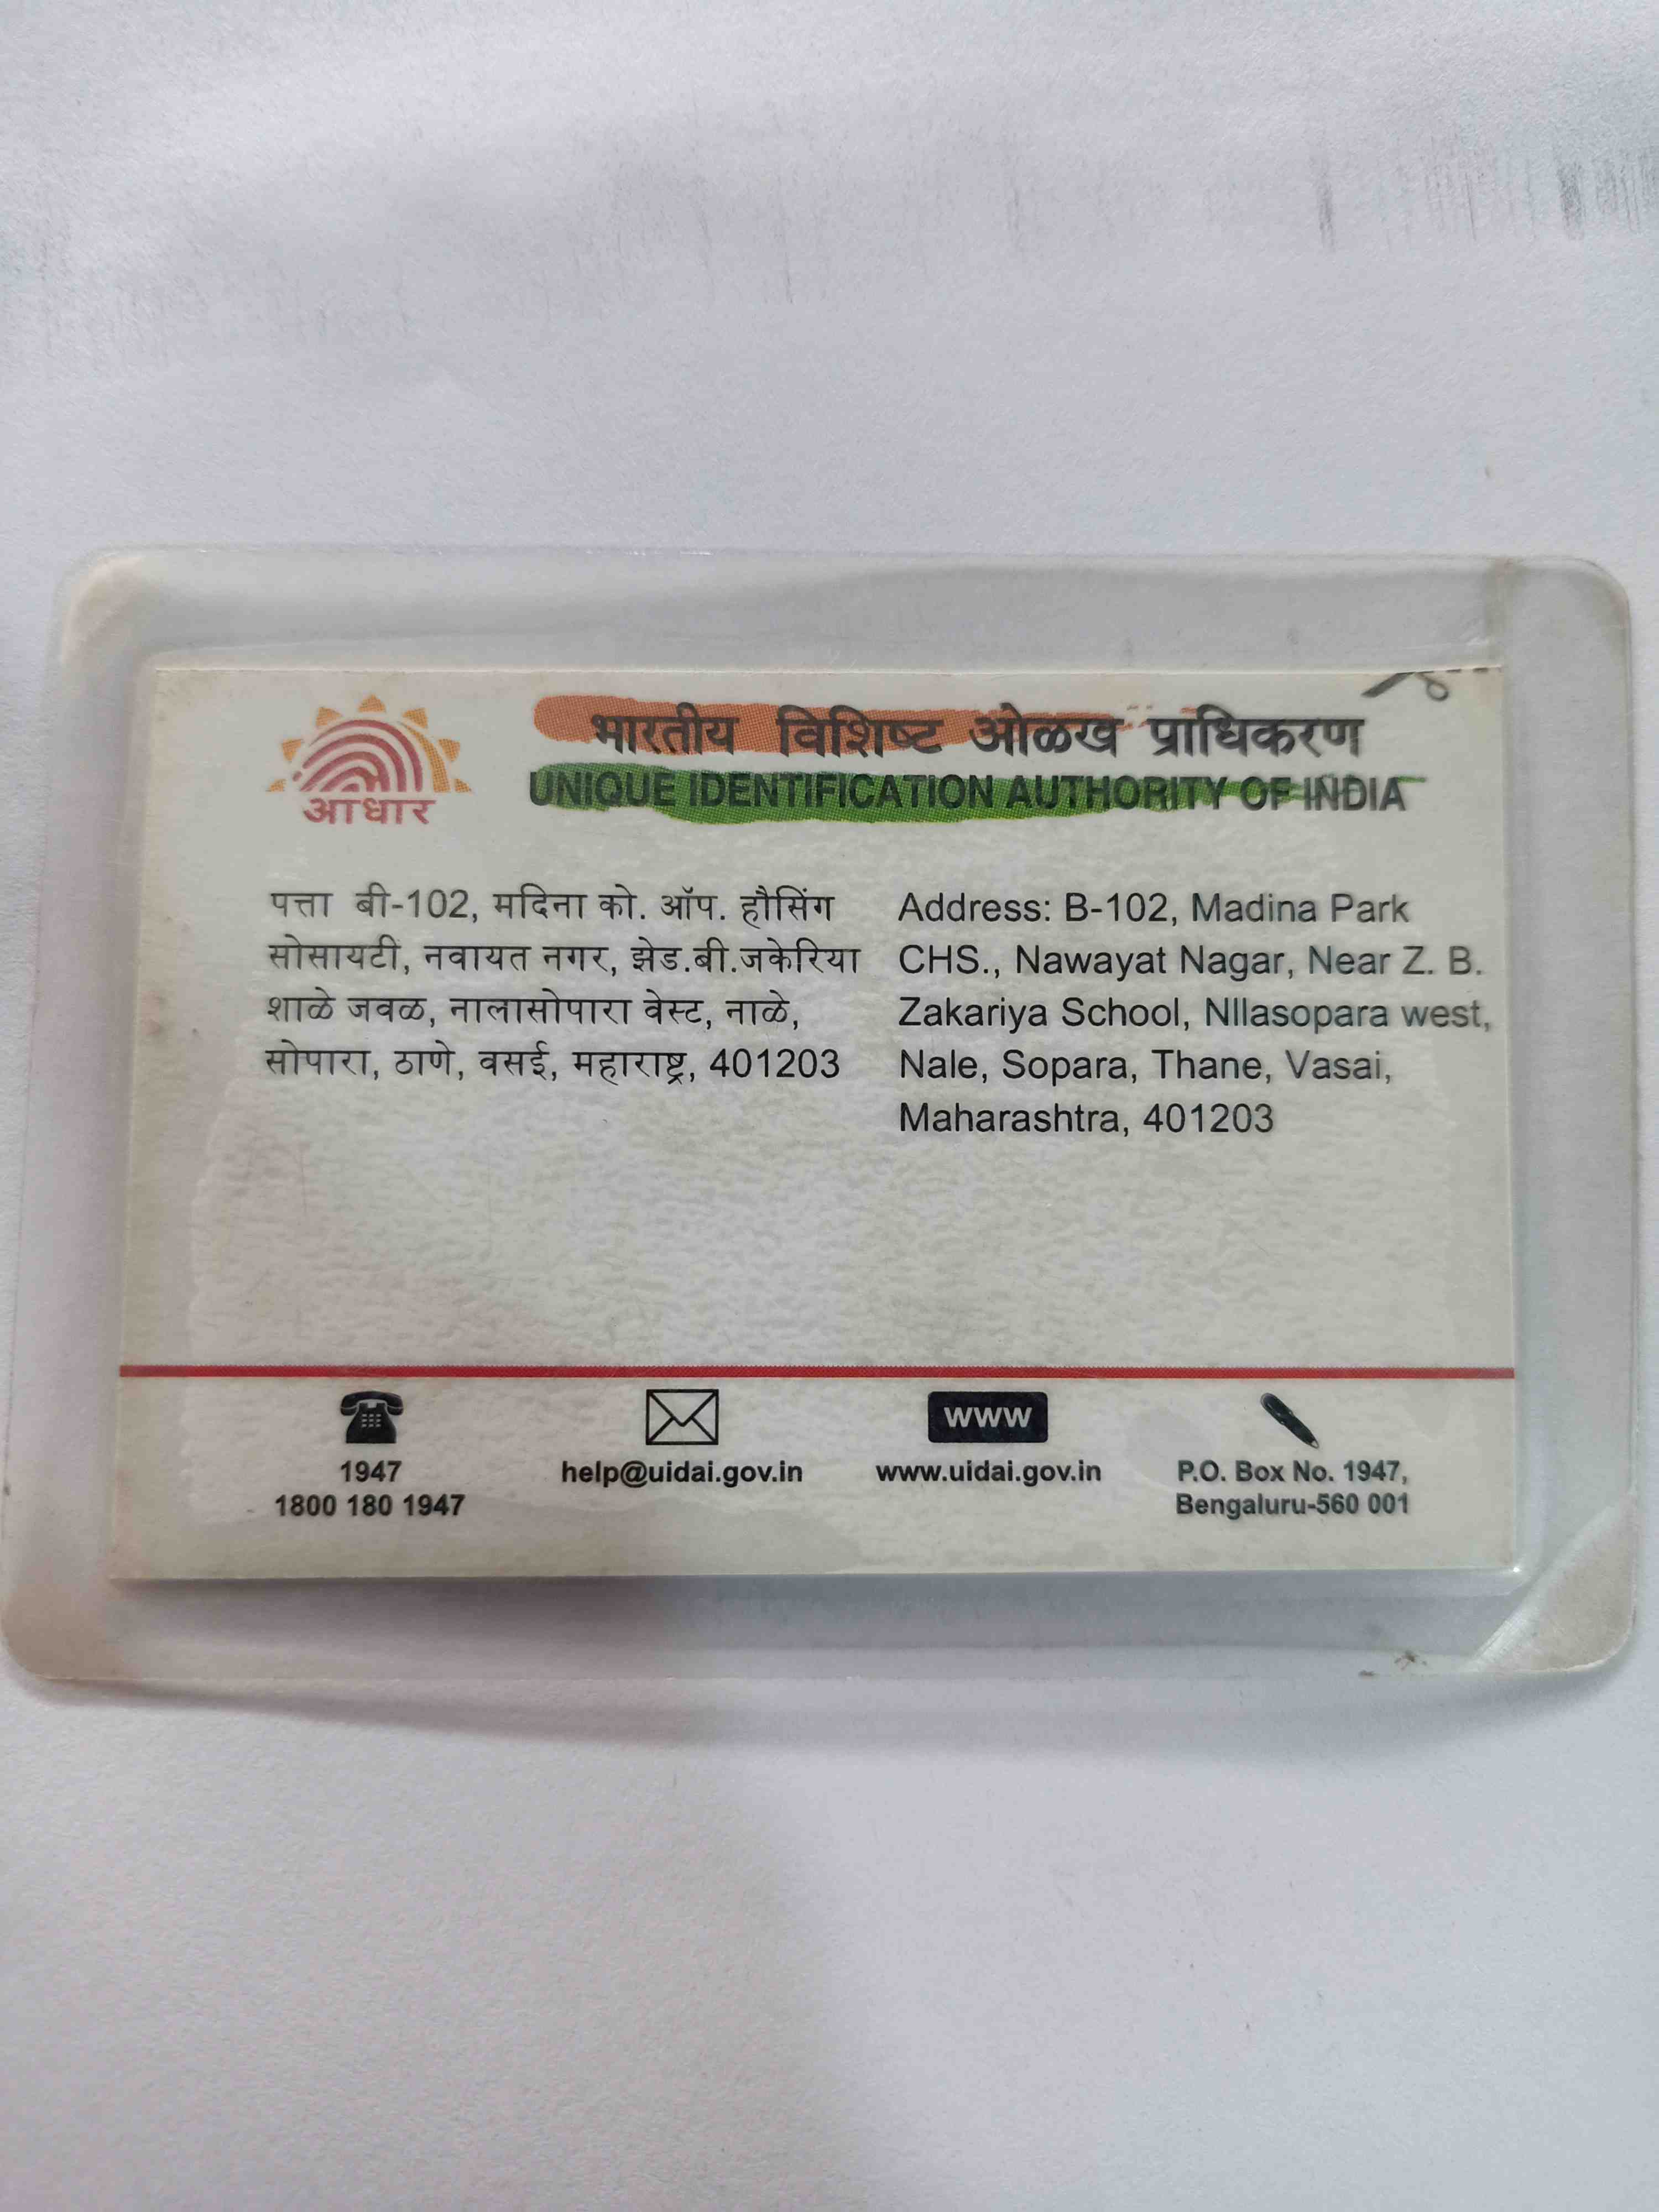 आधार
भारतीय विशिष्ट ओळख प्राधिकरण
UNIQUE IDENTIFICATION AUTHORITY OF INDIA
पत्ता बी-102, मदिना को. ऑप. हौसिंग
सोसायटी, नवायत नगर, झेड.बी.जकेरिया
शाळे जवळ, नालासोपारा वेस्ट, नाळे,
सोपारा, ठाणे, वसई, महाराष्ट्र, 401203
Address: B-102, Madina Park
CHS., Nawayat Nagar, Near Z. B.
Zakariya School, NIlasopara west,
Nale, Sopara, Thane, Vasai,
Maharashtra, 401203
1947
1800 180 1947
help@uidai.gov.in
WWW
www.uidai.gov.in
P.O. Box No. 1947,
Bengaluru-560 001